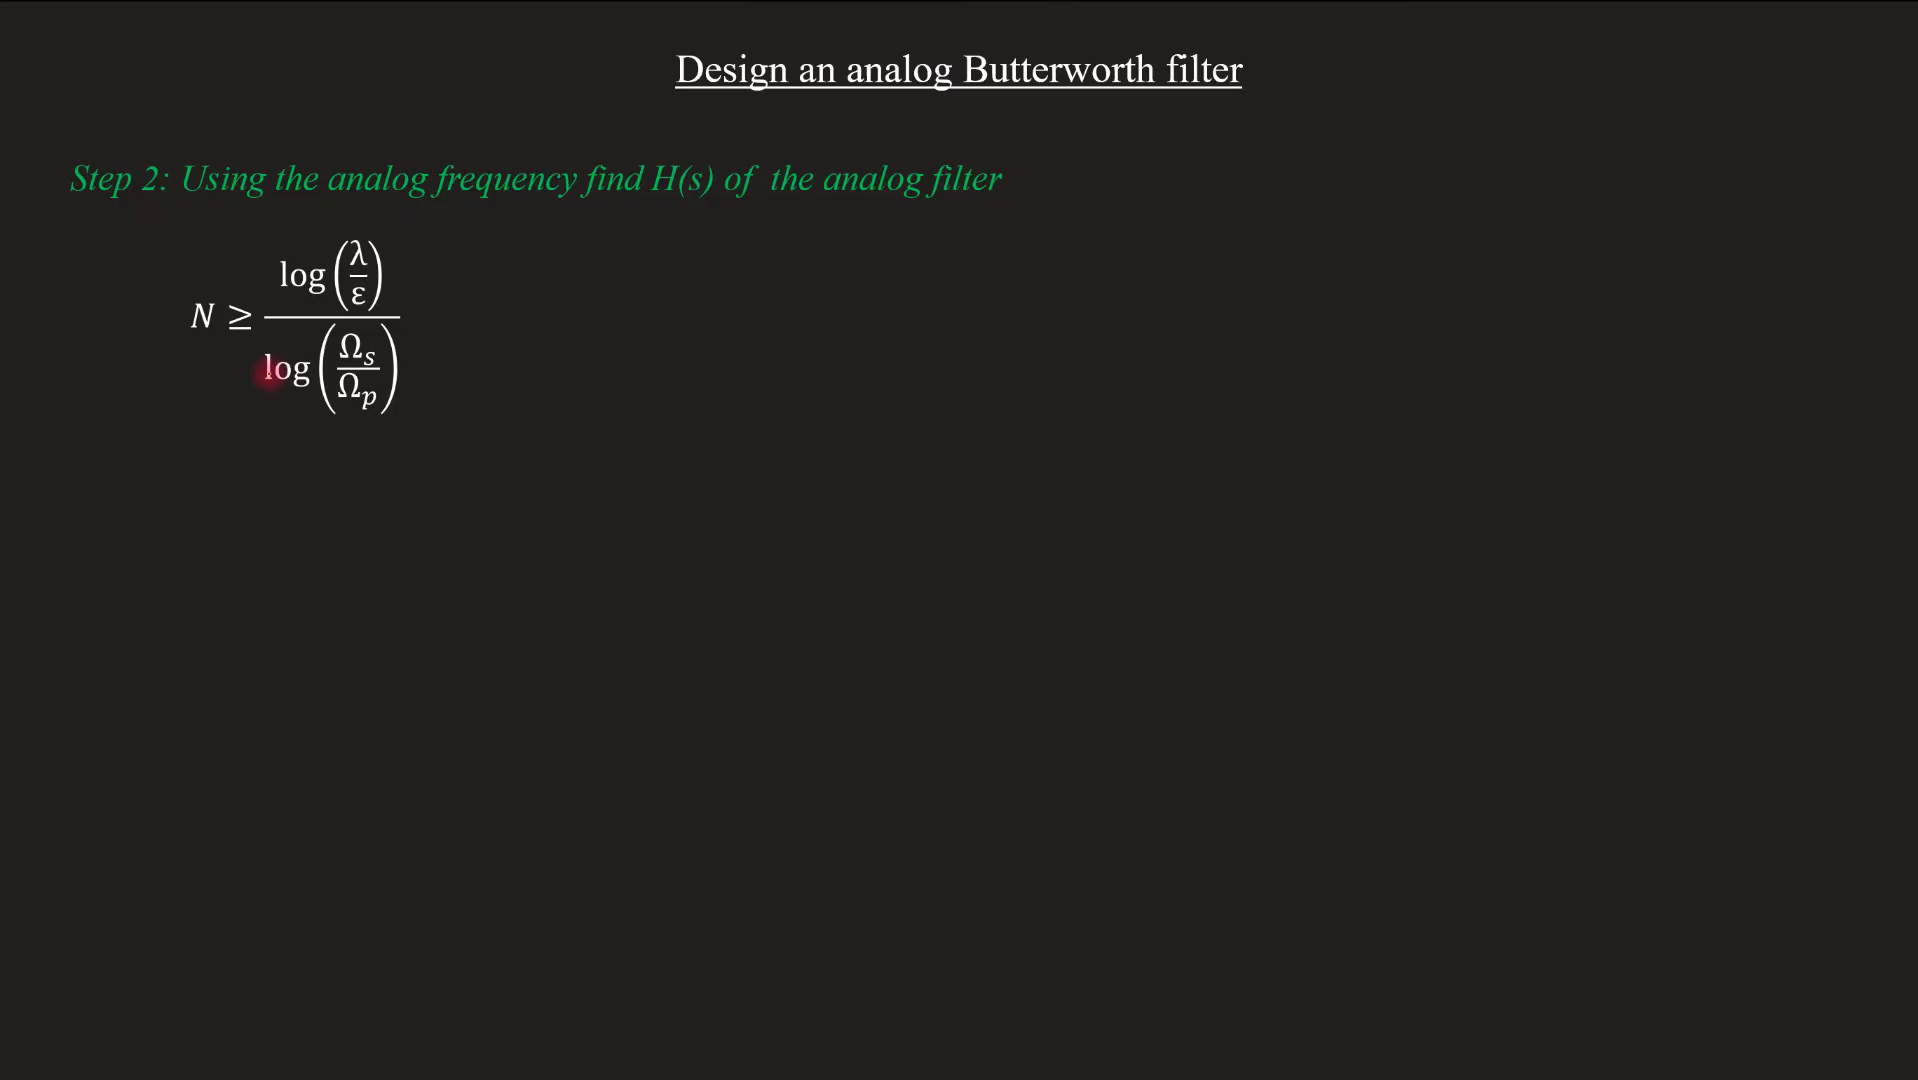 Design an analog Butterworth filter
Step 2: Using the analog frequency find H(s) of the analog filter
N ≥ log(λ/ε) / log(Ωs/Ωp)